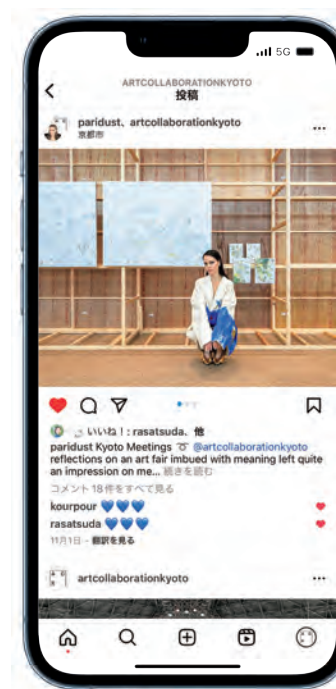 5G
ARTCOLLABORATIONKYOTO
投稿
paridust、artcollaborationkyoto
京都市
いいね！: rasatsuda、他
paridust Kyoto Meetings ➰ @artcollaborationkyoto
reflections on an art fair imbued with meaning left quite
an impression on me... 続きを読む
コメント 18 件をすべて見る
kourpour 💙💙💙
rasatsuda 💙💙💙
11月1日・翻訳を見る
artcollaborationkyoto